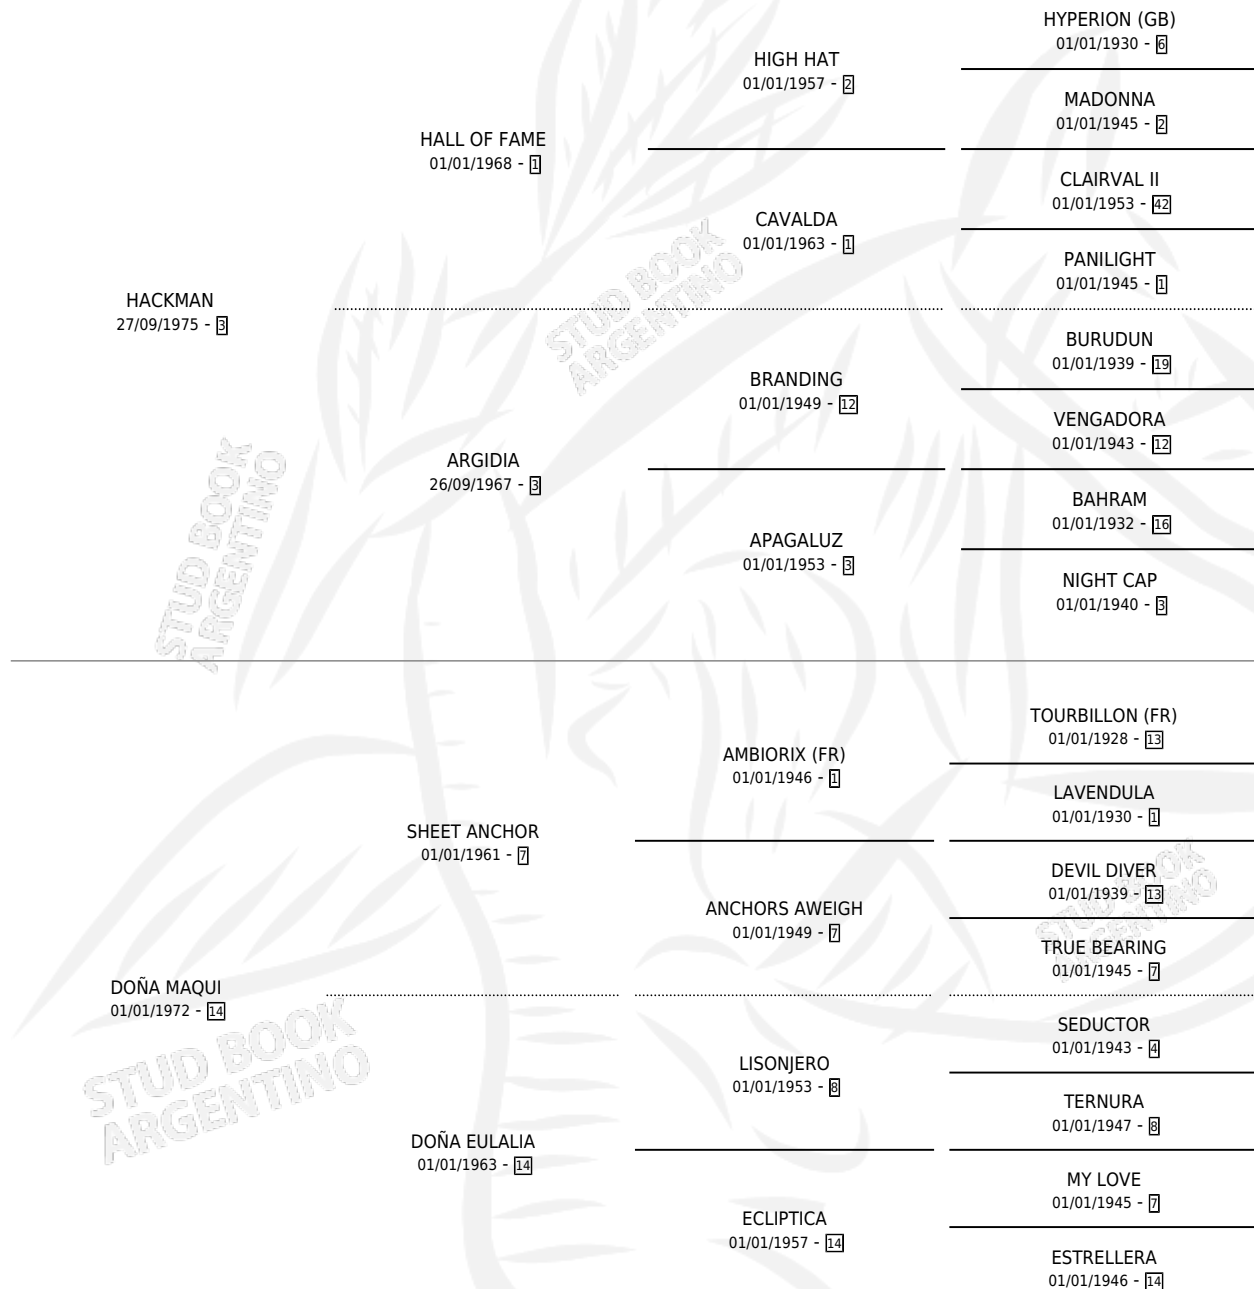 HYPERION (GB)
01/01/1930 - 6
HIGH HAT
01/01/1957 - 2
MADONNA
01/01/1945 - 2
HALL OF FAME
01/01/1968 - 1
CLAIRVAL II
01/01/1953 - 42
CAVALDA
01/01/1963 - 1
PANILIGHT
01/01/1945 - 1
HACKMAN
27/09/1975 - 3
BURUDUN
01/01/1939 - 19
BRANDING
01/01/1949 - 12
VENGADORA
01/01/1943 - 12
ARGIDIA
26/09/1967 - 3
BAHRAM
01/01/1932 - 16
APAGALUZ
01/01/1953 - 3
NIGHT CAP
01/01/1940 - 3
TOURBILLON (FR)
01/01/1928 - 13
AMBIORIX (FR)
01/01/1946 - 1
LAVENDULA
01/01/1930 - 1
SHEET ANCHOR
01/01/1961 - 7
DEVIL DIVER
01/01/1939 - 13
ANCHORS AWEIGH
01/01/1949 - 7
TRUE BEARING
01/01/1945 - 7
DOÑA MAQUI
01/01/1972 - 14
SEDUCTOR
01/01/1943 - 4
LISONJERO
01/01/1953 - 8
TERNURA
01/01/1947 - 8
DOÑA EULALIA
01/01/1963 - 14
MY LOVE
01/01/1945 - 7
ECLIPTICA
01/01/1957 - 14
ESTRELLERA
01/01/1946 - 14
STUD BOOK
ARGENTINO
STUD BOOK
ARGENTINO
STUD BOOK
ARGENTINO
STUD BOOK
ARGENTINO